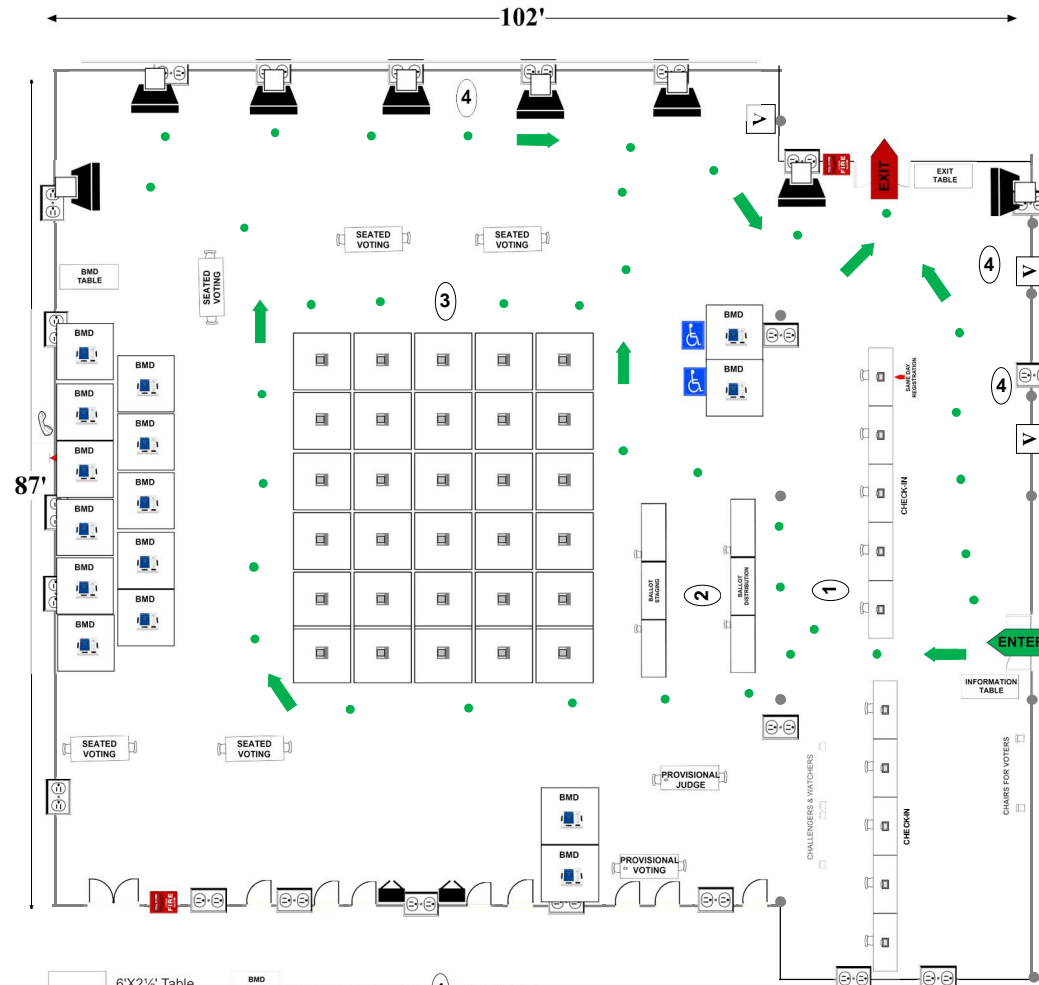 102'
4
V
FIRE
EXIT
EXIT
TABLE
SEATED
VOTING
SEATED
VOTING
SEATED
VOTING
4
V
BMD
TABLE
3
BMD
BMD
BMD
BMD
BMD
BMD
BMD
BMD
BMD
BMD
BMD
BMD
BMD
SAME DAY
REGISTRATION
4
V
CHECK-IN
87'
BALLOT
STAGING
2
BALLOT
DISTRIBUTION
1
ENTER
INFORMATION
TABLE
SEATED
VOTING
SEATED
VOTING
PROVISIONAL
JUDGE
CHALLENGERS & WATCHERS
CHAIRS FOR VOTERS
BMD
BMD
CHECK-IN
PROVISIONAL
VOTING
FIRE
6'X2½' Table
BMD